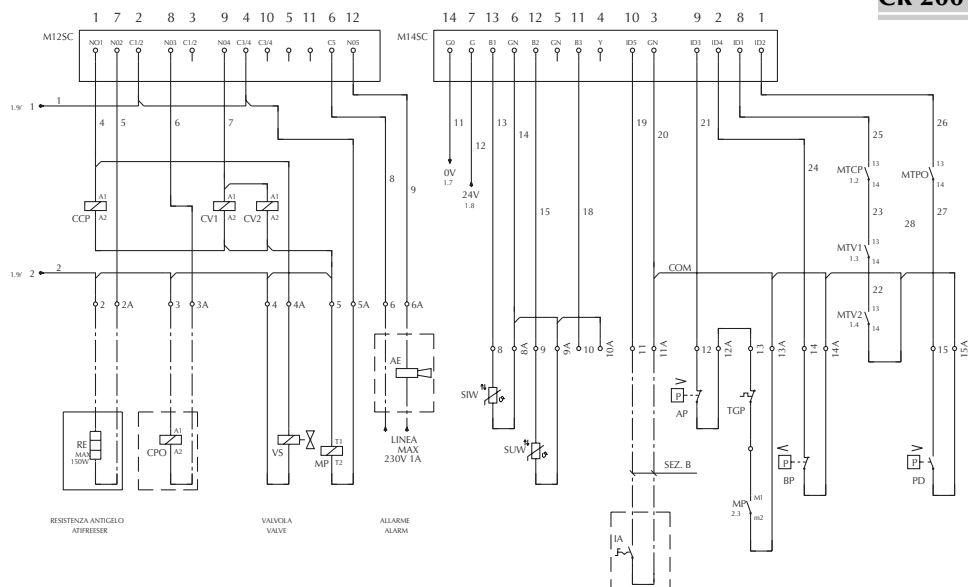 CR 200
1 7 2 8 3 9 4 10 5 11 6 12
14 7 13 6 12 5 11 4 10 3 9 2 8 1
M12SC
NO1 N02 C1/2 N03 C1/2 N04 C3/4 C3/4 C5 N05
M14SC
G0 G B1 GN B2 GN B3 Y ID5 GN ID3 ID4 ID1 ID2
1.9/ 1 1
4 5 6 7 8 9
11 12 13 14 15 18 19 20 21 24 25 26
0V
1.7
24V
1.8
MTCP
1.2
13
14
MTPO
13
14
23 28 27
CCP A1 A2
CV1 A1 A2
CV2 A1 A2
MTV1
1.3
13
14
1.9/ 2 2
COM
22
MTV2
1.4
13
14
2 2A 3 3A 4 4A 5 5A 6 6A
8 8A 9 9A 10 10A 11 11A 12 12A 13 13A 14 14A 15 15A
AE
SIW
P AP
TGP
RE
MAX
150W
CPO A1 A2
VS
MP T1 T2
LINEA
MAX
230V 1A
SUW
SEZ. B
P BP
P PD
MP
2.3
M1
m2
RESISTENZA ANTIGELO
ATIFREESER
VALVOLA
VALVE
ALLARME
ALARM
IA